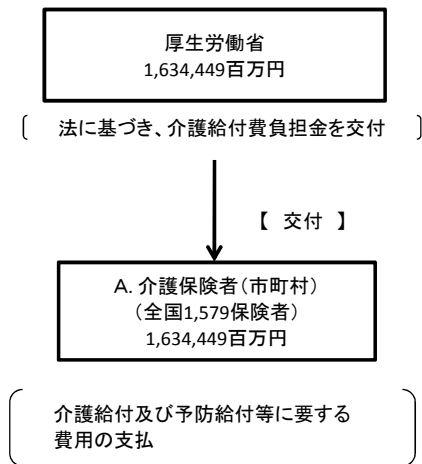 厚生労働省
1,634,449百万円
〔 法に基づき、介護給付費負担金を交付 〕
【 交付 】
A. 介護保険者(市町村)
(全国1,579保険者)
1,634,449百万円
介護給付及び予防給付等に要する
費用の支払